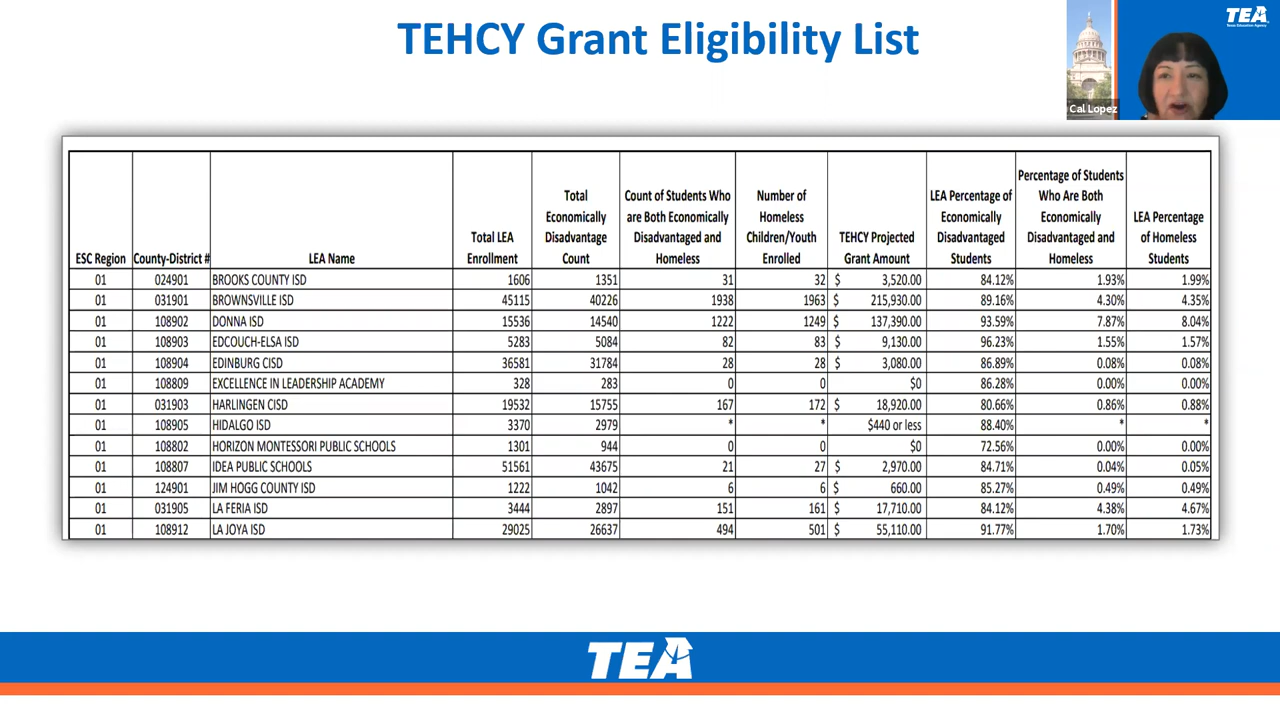 TEHCY Grant Eligibility List
TEA
Texas Education Agency
Cal Lopez
ESC Region County-District # LEA Name Total LEA Enrollment Total Economically Disadvantage Count Count of Students Who are Both Economically Disadvantaged and Homeless Number of Homeless Children/Youth Enrolled TEHCY Projected Grant Amount LEA Percentage of Economically Disadvantaged Students Percentage of Students Who Are Both Economically Disadvantaged and Homeless LEA Percentage of Homeless Students
01 024901 BROOKS COUNTY ISD 1606 1351 31 32 $ 3,520.00 84.12% 1.93% 1.99%
01 031901 BROWNSVILLE ISD 45115 40226 1938 1963 $ 215,930.00 89.16% 4.30% 4.35%
01 108902 DONNA ISD 15536 14540 1222 1249 $ 137,390.00 93.59% 7.87% 8.04%
01 108903 EDCOUCH-ELSA ISD 5283 5084 82 83 $ 9,130.00 96.23% 1.55% 1.57%
01 108904 EDINBURG CISD 36581 31784 28 28 $ 3,080.00 86.89% 0.08% 0.08%
01 108809 EXCELLENCE IN LEADERSHIP ACADEMY 328 283 0 0 $0 86.28% 0.00% 0.00%
01 031903 HARLINGEN CISD 19532 15755 167 172 $ 18,920.00 80.66% 0.86% 0.88%
01 108905 HIDALGO ISD 3370 2979 * * $440 or less 88.40% * *
01 108802 HORIZON MONTESSORI PUBLIC SCHOOLS 1301 944 0 0 $0 72.56% 0.00% 0.00%
01 108807 IDEA PUBLIC SCHOOLS 51561 43675 21 27 $ 2,970.00 84.71% 0.04% 0.05%
01 124901 JIM HOGG COUNTY ISD 1222 1042 6 6 $ 660.00 85.27% 0.49% 0.49%
01 031905 LA FERIA ISD 3444 2897 151 161 $ 17,710.00 84.12% 4.38% 4.67%
01 108912 LA JOYA ISD 29025 26637 494 501 $ 55,110.00 91.77% 1.70% 1.73%
TEA